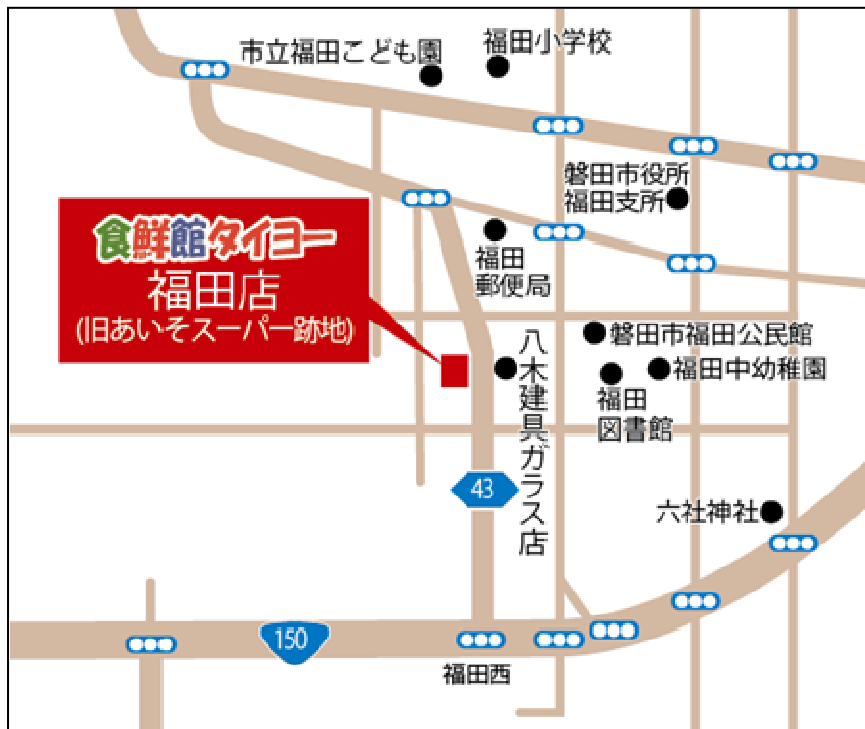 市立福田こども園
福田小学校
磐田市役所
福田支所
食鮮館タイヨー
福田店
(旧あいそスーパー跡地)
福田
郵便局
磐田市福田公民館
福田中幼稚園
福田
図書館
八木建具ガラス店
43
六社神社
150
福田西